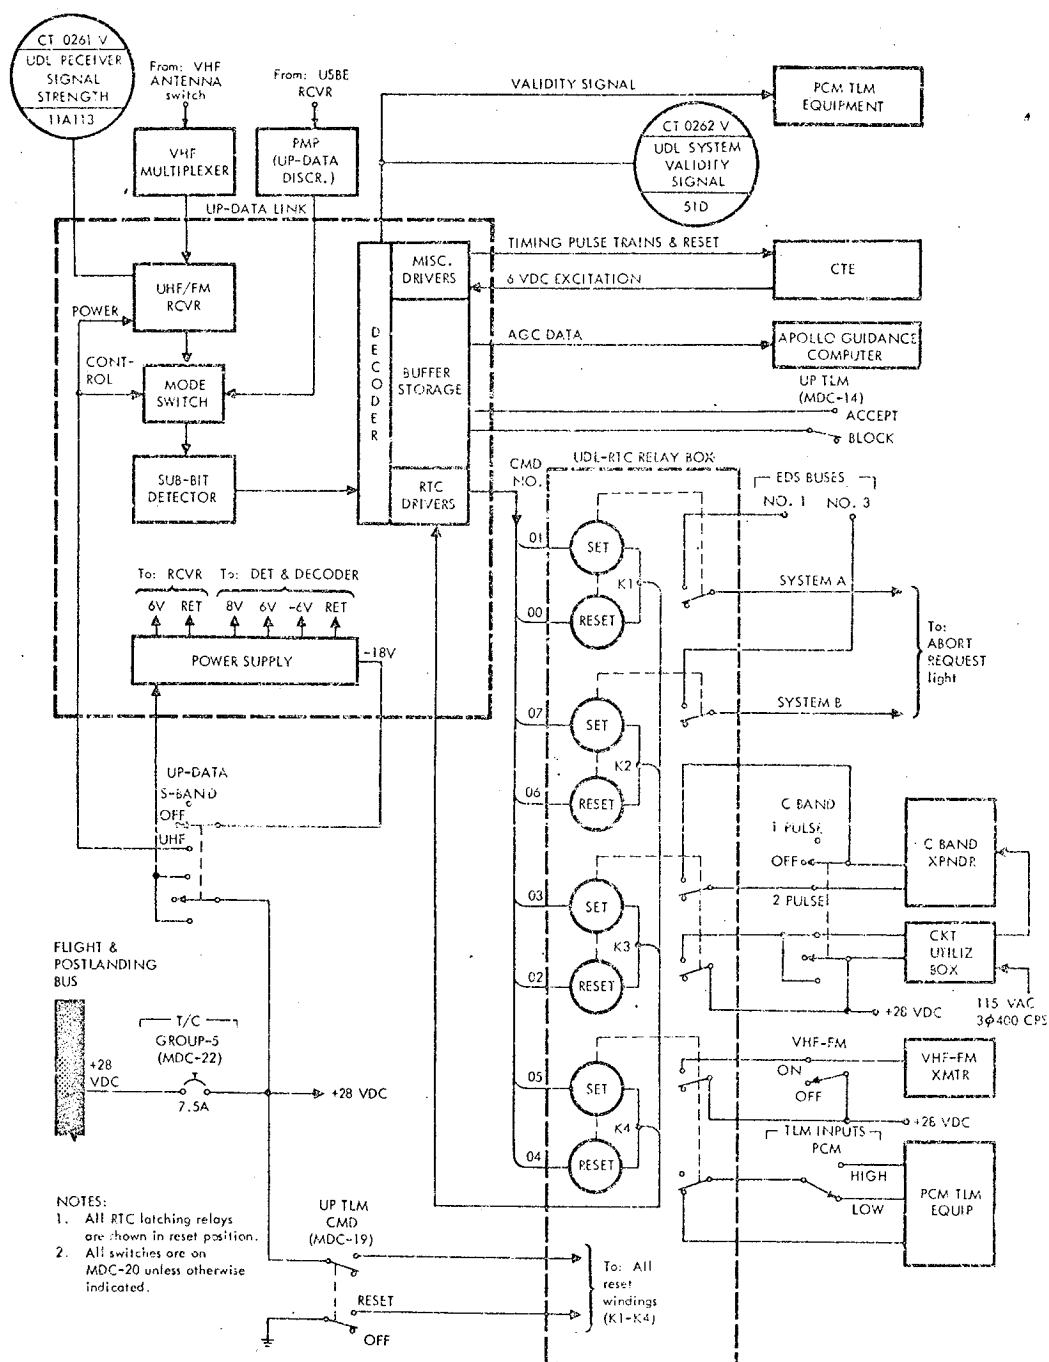 CT 0261 V
UDL RECEIVER
SIGNAL
STRENGTH
11A113
From: VHF
ANTENNA
switch
From: USBE
RCVR
VHF
MULTIPLEXER
PMP
(UP-DATA
DISCR.)
VALIDITY SIGNAL
PCM TLM
EQUIPMENT
CT 0262 V
UDL SYSTEM
VALIDITY
SIGNAL
51D
UP-DATA LINK
UHF/FM
RCVR
POWER
CONT-
ROL
MODE
SWITCH
SUB-BIT
DETECTOR
DECODER
MISC.
DRIVERS
BUFFER
STORAGE
RTC
DRIVERS
TIMING PULSE TRAINS & RESET
6 VDC EXCITATION
CTE
AGC DATA
APOLLO GUIDANCE
COMPUTER
UP TLM
(MDC-14)
ACCEPT
BLOCK
To: RCVR
To: DET & DECODER
6V
RET
8V
6V
-6V
RET
POWER SUPPLY
-18V
CMD
NO.
UDL-RTC RELAY BOX
EDS BUSES
NO. 1
NO. 3
01
SET
K1
00
RESET
SYSTEM A
To:
ABORT
REQUEST
light
SYSTEM B
07
SET
K2
06
RESET
UP-DATA
S-BAND
OFF
UHF
C BAND
1 PULSE
OFF
2 PULSE
C BAND
XPNDR
03
SET
K3
02
RESET
CKT
UTILIZ
BOX
115 VAC
3φ400 CPS
+28 VDC
FLIGHT &
POSTLANDING
BUS
+28
VDC
T/C
GROUP-5
(MDC-22)
7.5A
+28 VDC
05
SET
K4
04
RESET
VHF-FM
ON
OFF
VHF-FM
XMTR
+28 VDC
TLM INPUTS
PCM
HIGH
LOW
PCM TLM
EQUIP
NOTES:
1. All RTC latching relays
are shown in reset position.
2. All switches are on
MDC-20 unless otherwise
indicated.
UP TLM
CMD
(MDC-19)
RESET
OFF
To: All
reset
windings
(K1-K4)